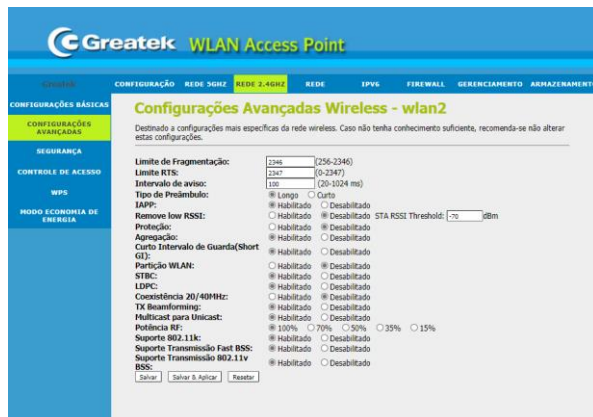 Greatek WLAN Access Point
CONFIGURAÇÃO REDE 5GHZ REDE 2.4GHZ REDE IPV6 FIREWALL GERENCIAMENTO ARMAZENAMENTO
CONFIGURAÇÕES BÁSICAS
CONFIGURAÇÕES AVANÇADAS
SEGURANÇA
CONTROLE DE ACESSO
WPS
MODO ECONOMIA DE ENERGIA
Configurações Avançadas Wireless - wlan2
Destinado a configurações mais específicas da rede wireless. Caso não tenha conhecimento suficiente, recomenda-se não alterar
estas configurações.
Limite de Fragmentação: 2346 (256-2346)
Limite RTS: 2347 (0-2347)
Intervalo de aviso: 100 (20-1024 ms)
Tipo de Preâmbulo: Longo Curto
IAPP: Habilitado Desabilitado
Remove low RSSI: Habilitado Desabilitado STA RSSI Threshold: -70 dBm
Proteção: Habilitado Desabilitado
Agregação: Habilitado Desabilitado
Curto Intervalo de Guarda(Short GI): Habilitado Desabilitado
Partição WLAN: Habilitado Desabilitado
STBC: Habilitado Desabilitado
LDPC: Habilitado Desabilitado
Coexistência 20/40MHz: Habilitado Desabilitado
TX Beamforming: Habilitado Desabilitado
Multicast para Unicast: Habilitado Desabilitado
Potência RF: 100% 70% 50% 35% 15%
Suporte 802.11k: Habilitado Desabilitado
Suporte Transmissão Fast BSS: Habilitado Desabilitado
Suporte Transmissão 802.11v BSS: Habilitado Desabilitado
Salvar Salvar & Aplicar Resetar